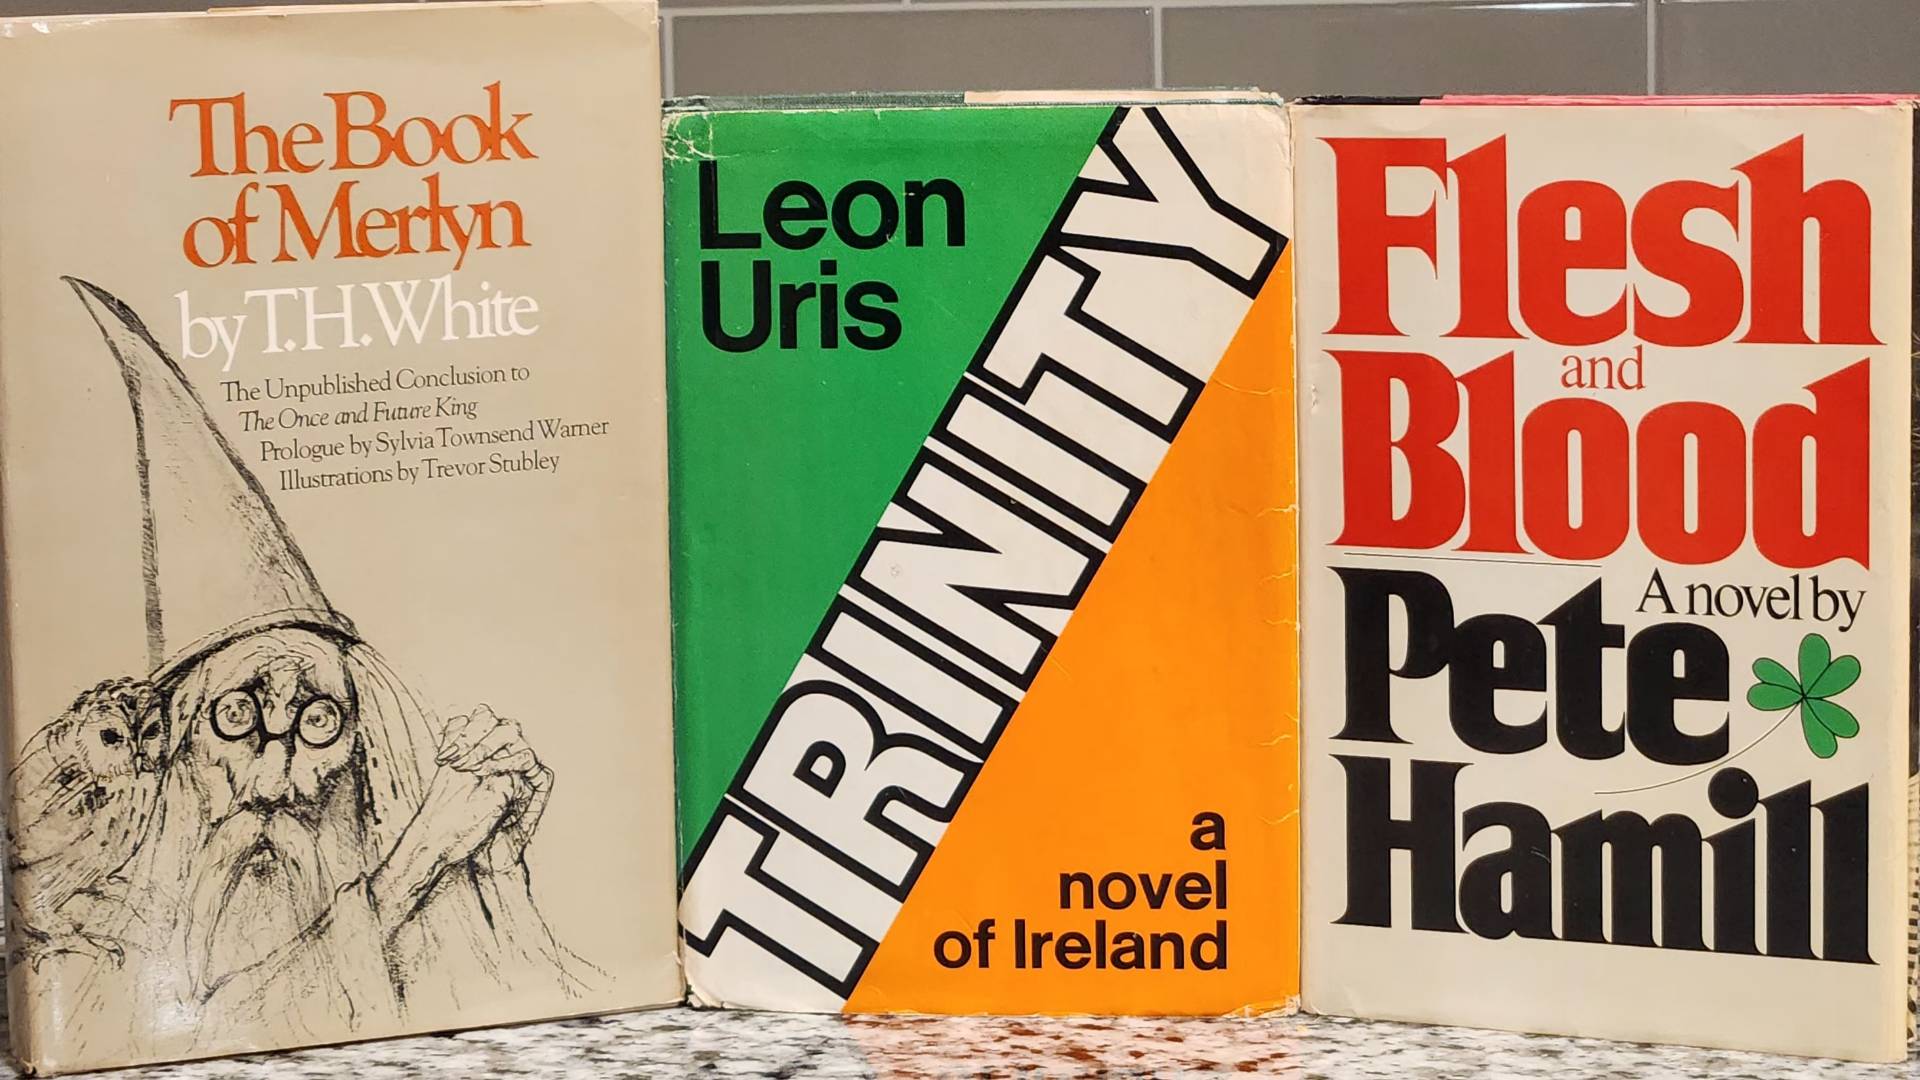 The Book
of Merlyn
by T.H. White
The Unpublished Conclusion to
The Once and Future King
Prologue by Sylvia Townsend Warner
Illustrations by Trevor Stubley
Leon
Uris
TRINITY
a
novel
of Ireland
Flesh
and
Blood
A novel by
Pete
Hamill